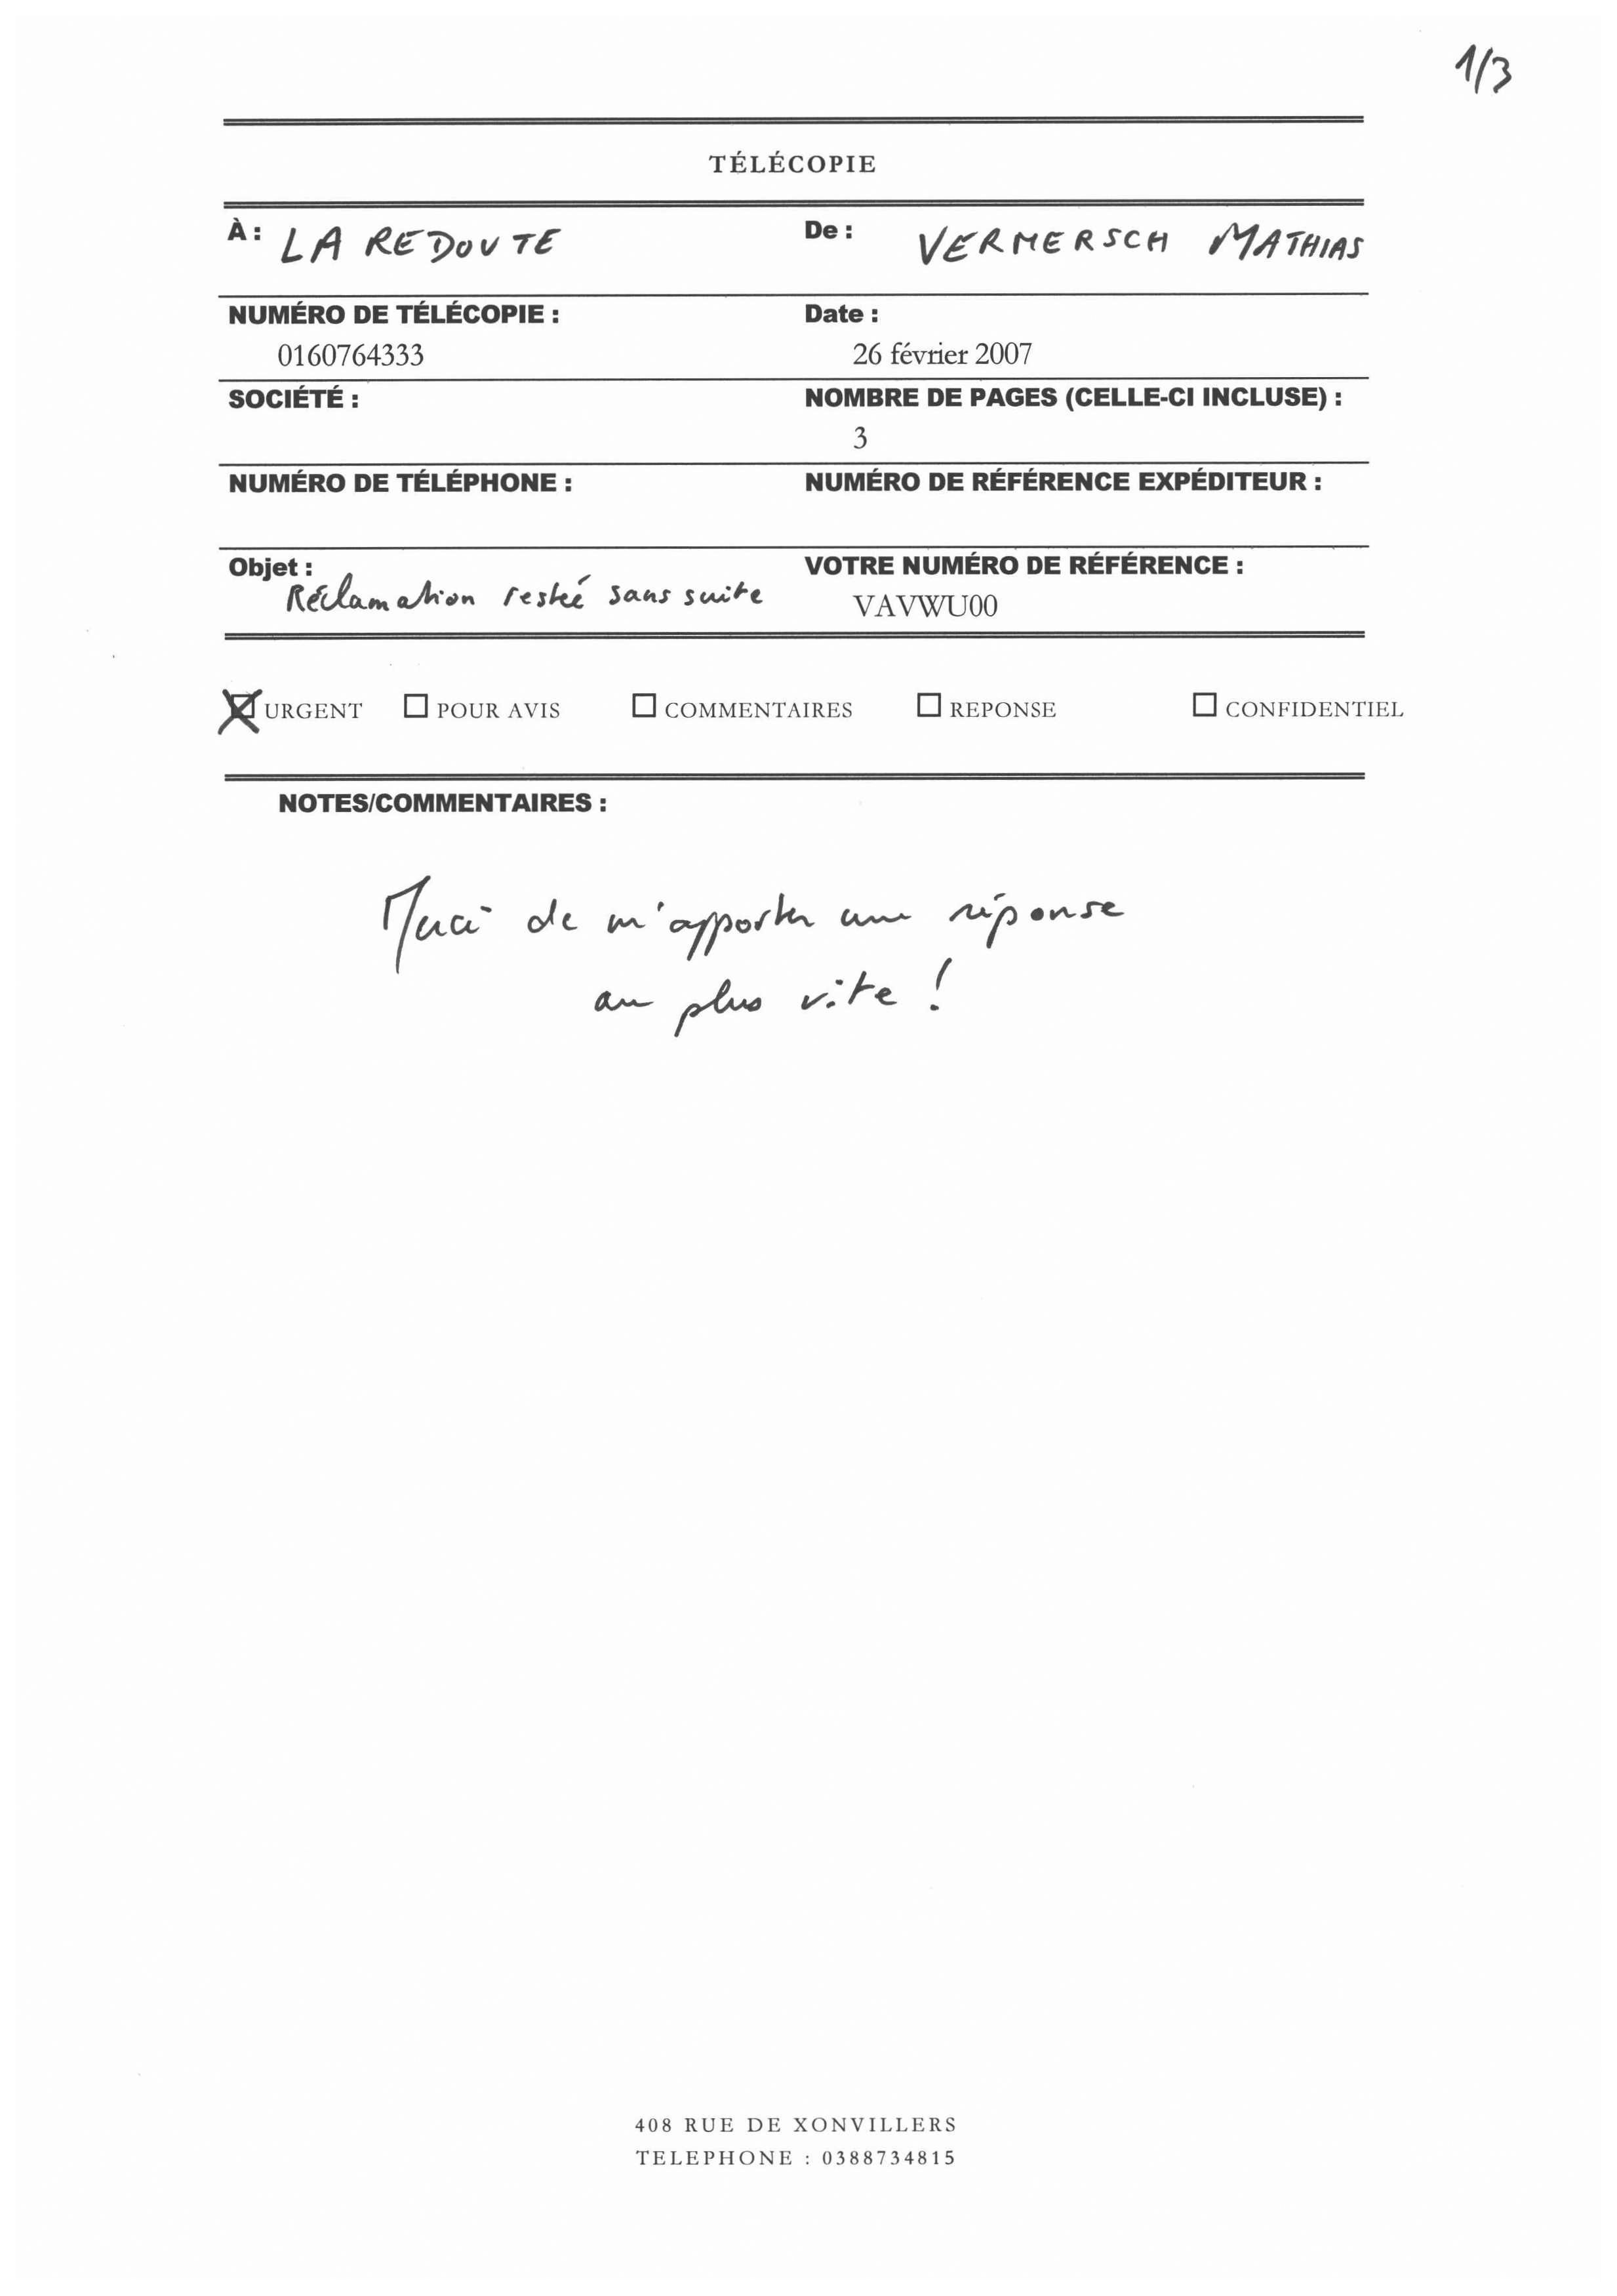 1/3
TÉLÉCOPIE
À : LA REDOUTE De : VERMERSCH MATHIAS
NUMÉRO DE TÉLÉCOPIE : Date :
0160764333 26 février 2007
SOCIÉTÉ : NOMBRE DE PAGES (CELLE-CI INCLUSE) :
3
NUMÉRO DE TÉLÉPHONE : NUMÉRO DE RÉFÉRENCE EXPÉDITEUR :
Objet : VOTRE NUMÉRO DE RÉFÉRENCE :
Réclamation resteé sans suite VAVWU00
URGENT POUR AVIS COMMENTAIRES REPONSE CONFIDENTIEL
NOTES/COMMENTAIRES :
Merci de m'apporter une réponse
au plus vite !
408 RUE DE XONVILLERS
TELEPHONE : 0388734815